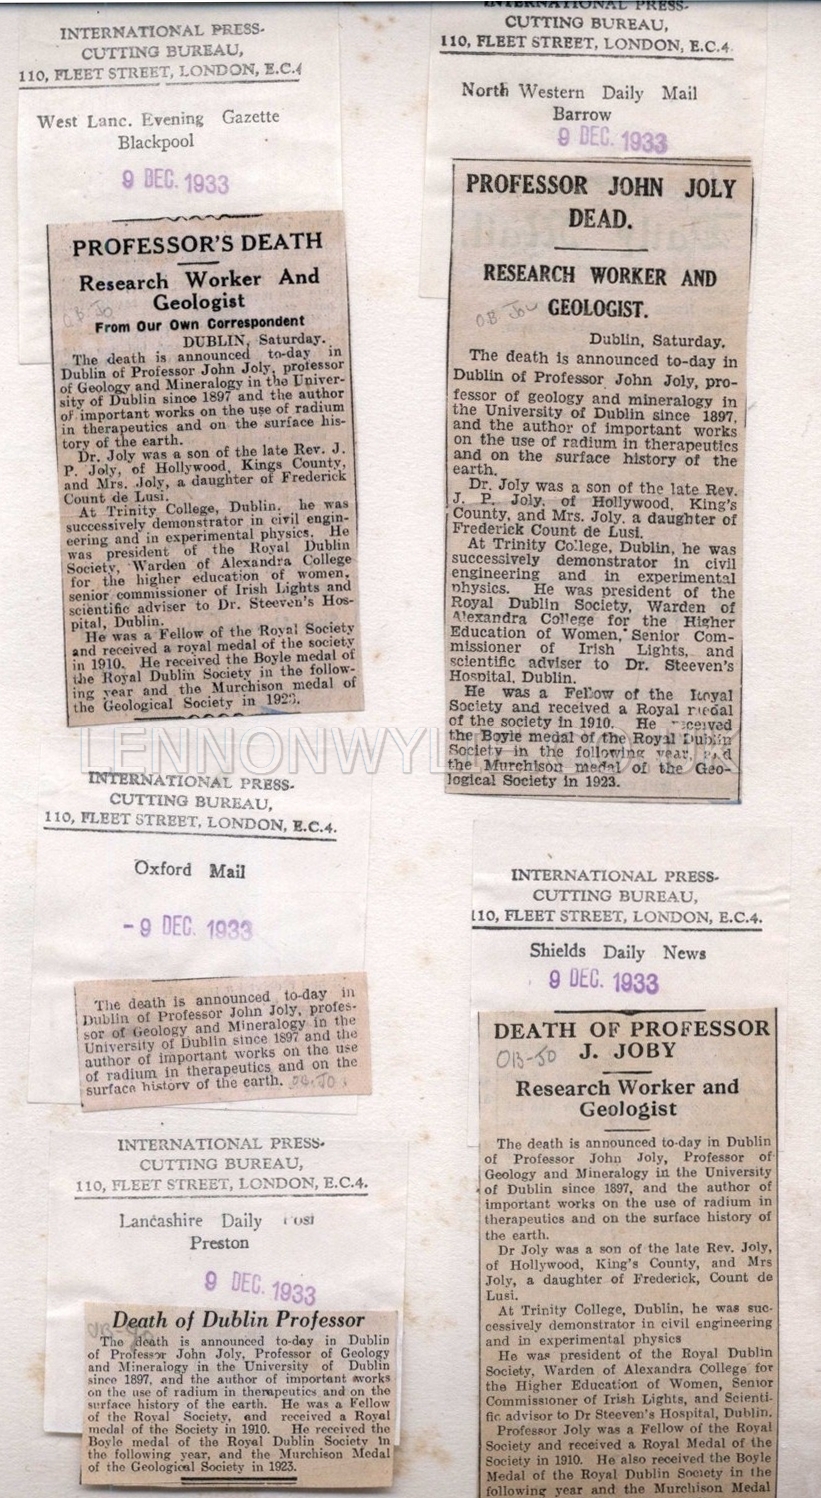 INTERNATIONAL PRESS-
CUTTING BUREAU,
110, FLEET STREET, LONDON, E.C.4
West Lanc. Evening Gazette
Blackpool
9 DEC. 1933
PROFESSOR'S DEATH
Research Worker And
Geologist
OB-JO
From Our Own Correspondent
DUBLIN, Saturday.
The death is announced to-day in
Dublin of Professor John Joly, professor
of Geology and Mineralogy in the Univer-
sity of Dublin since 1897 and the author
of important works on the use of radium
in therapeutics and on the surface his-
tory of the earth.
Dr. Joly was a son of the late Rev. J.
P. Joly, of Hollywood, Kings County,
and Mrs. Joly, a daughter of Frederick
Count de Lusi.
At Trinity College, Dublin, he was
successively demonstrator in civil engin-
eering and in experimental physics. He
was president of the Royal Dublin
Society, Warden of Alexandra College
for the higher education of women,
senior commissioner of Irish Lights and
scientific adviser to Dr. Steeven's Hos-
pital, Dublin.
He was a Fellow of the Royal Society
and received a royal medal of the society
in 1910. He received the Boyle medal of
the Royal Dublin Society in the follow-
ing year and the Murchison medal of
the Geological Society in 1923.
INTERNATIONAL PRESS-
CUTTING BUREAU,
110, FLEET STREET, LONDON, E.C.4.
Oxford Mail
-9 DEC. 1933
The death is announced to-day in
Dublin of Professor John Joly, profes-
sor of Geology and Mineralogy in the
University of Dublin since 1897 and the
author of important works on the use
of radium in therapeutics and on the
surface history of the earth. OB-JO
INTERNATIONAL PRESS-
CUTTING BUREAU,
110, FLEET STREET, LONDON, E.C.4.
Lancashire Daily Post
Preston
9 DEC. 1933
Death of Dublin Professor
OB-JO
The death is announced to-day in Dublin
of Professor John Joly, Professor of Geology
and Mineralogy in the University of Dublin
since 1897, and the author of important works
on the use of radium in therapeutics and on the
surface history of the earth. He was a Fellow
of the Royal Society, and received a Royal
medal of the Society in 1910. He received the
Boyle medal of the Royal Dublin Society in
the following year, and the Murchison Medal
of the Geological Society in 1923.
INTERNATIONAL PRESS-
CUTTING BUREAU,
110, FLEET STREET, LONDON, E.C.4.
North Western Daily Mail
Barrow
9 DEC. 1933
PROFESSOR JOHN JOLY
DEAD.
RESEARCH WORKER AND
GEOLOGIST.
OB JOL
Dublin, Saturday.
The death is announced to-day in
Dublin of Professor John Joly, pro-
fessor of geology and mineralogy in
the University of Dublin since 1897,
and the author of important works
on the use of radium in therapeutics
and on the surface history of the
earth.
Dr. Joly was a son of the late Rev.
J. P. Joly, of Hollywood, King's
County, and Mrs. Joly, a daughter of
Frederick Count de Lusi.
At Trinity College, Dublin, he was
successively demonstrator in civil
engineering and in experimental
physics. He was president of the
Royal Dublin Society, Warden of
Alexandra College for the Higher
Education of Women, Senior Com-
missioner of Irish Lights, and
scientific adviser to Dr. Steeven's
Hospital, Dublin.
He was a Fellow of the Royal
Society and received a Royal medal
of the society in 1910. He received
the Boyle medal of the Royal Dublin
Society in the following year, and
the Murchison medal of the Geo-
logical Society in 1923.
INTERNATIONAL PRESS-
CUTTING BUREAU,
110, FLEET STREET, LONDON, E.C.4.
Shields Daily News
9 DEC. 1933
DEATH OF PROFESSOR
J. JOBY
OB-JO
Research Worker and
Geologist
The death is announced to-day in Dublin
of Professor John Joly, Professor of
Geology and Mineralogy in the University
of Dublin since 1897, and the author of
important works on the use of radium in
therapeutics and on the surface history of
the earth.
Dr Joly was a son of the late Rev. Joly,
of Hollywood, King's County, and Mrs
Joly, a daughter of Frederick, Count de
Lusi.
At Trinity College, Dublin, he was suc-
cessively demonstrator in civil engineering
and in experimental physics
He was president of the Royal Dublin
Society, Warden of Alexandra College for
the Higher Education of Women, Senior
Commissioner of Irish Lights, and Scienti-
fic advisor to Dr Steeven's Hospital, Dublin.
Professor Joly was a Fellow of the Royal
Society and received a Royal Medal of the
Society in 1910. He also received the Boyle
Medal of the Royal Dublin Society in the
following year and the Murchison Medal